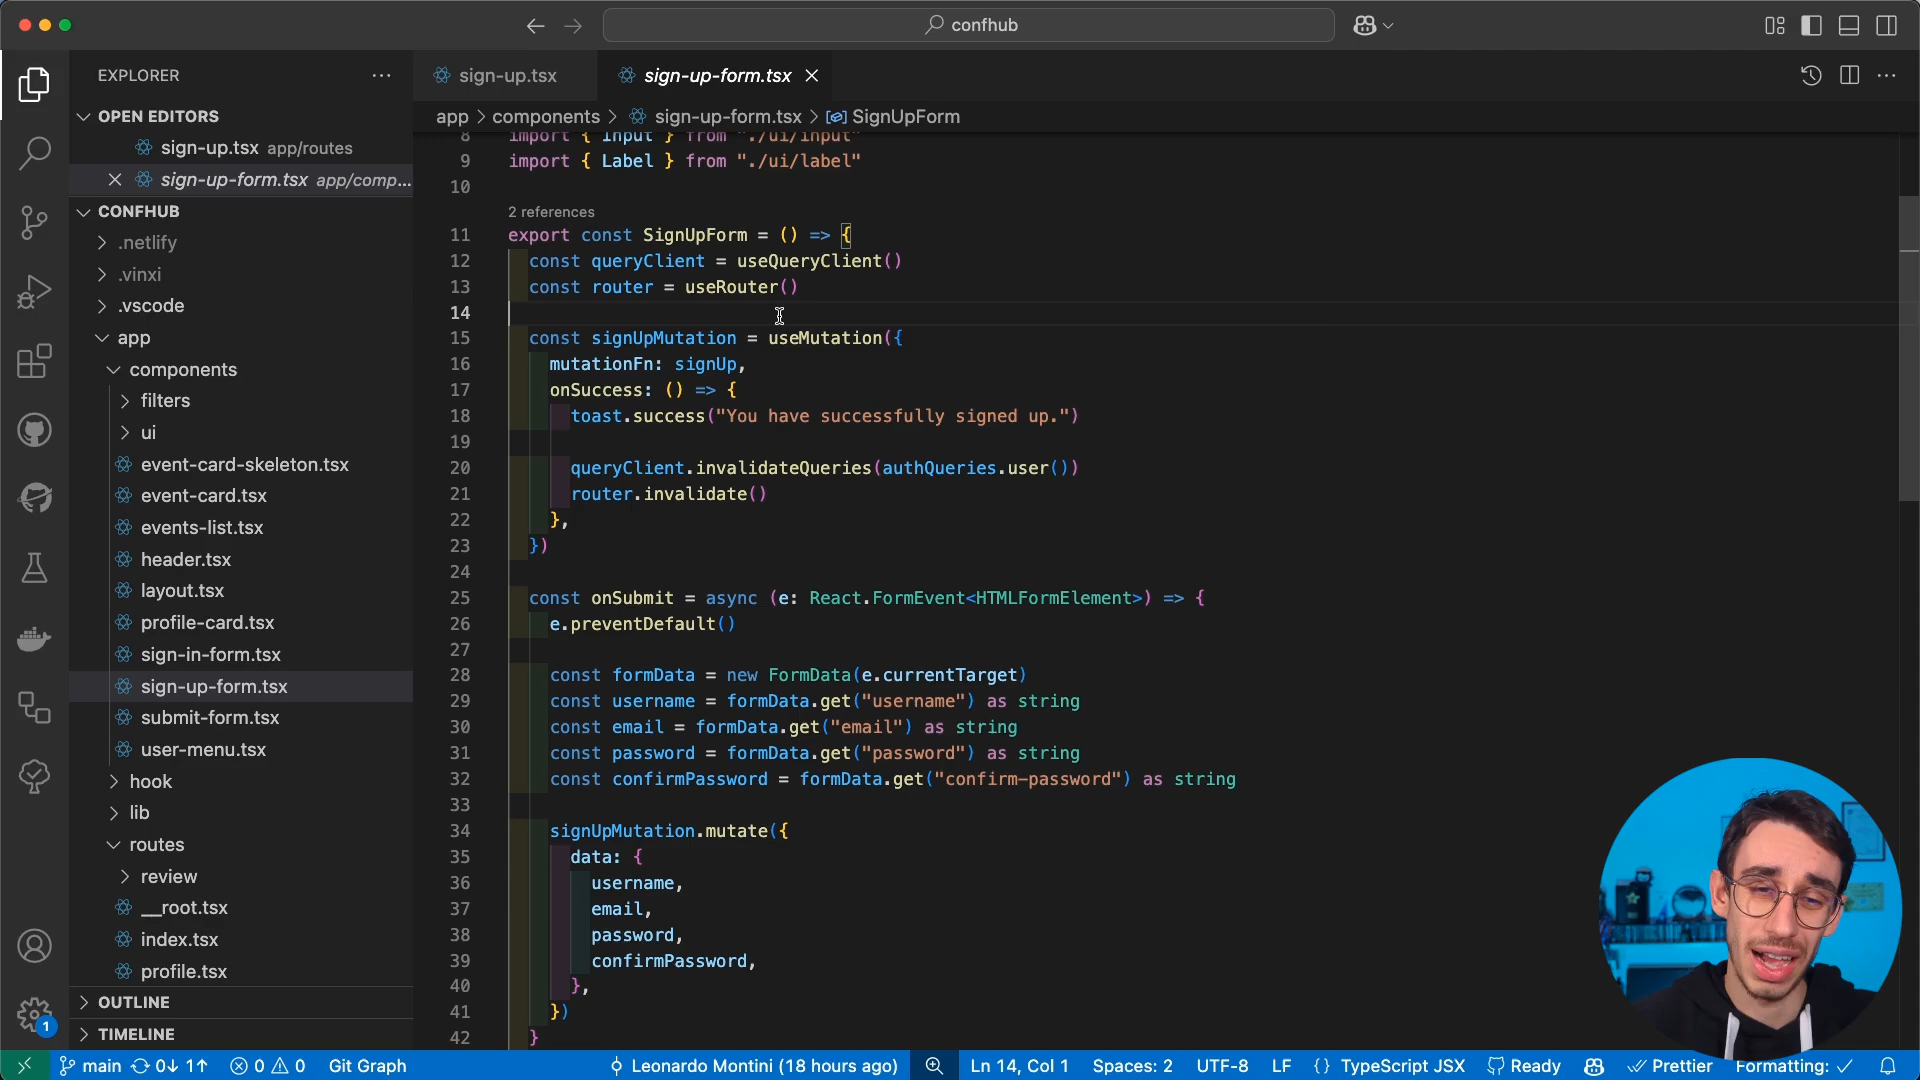 confhub
EXPLORER
OPEN EDITORS
sign-up.tsx app/routes
sign-up-form.tsx app/comp...
CONFHUB
.netlify
.vinxi
.vscode
app
components
filters
ui
event-card-skeleton.tsx
event-card.tsx
events-list.tsx
header.tsx
layout.tsx
profile-card.tsx
sign-in-form.tsx
sign-up-form.tsx
submit-form.tsx
user-menu.tsx
hook
lib
routes
review
__root.tsx
index.tsx
profile.tsx
OUTLINE
TIMELINE
1
sign-up.tsx
sign-up-form.tsx
app > components > sign-up-form.tsx > SignUpForm
8 import { Input } from "./ui/input"
9 import { Label } from "./ui/label"
10
2 references
11 export const SignUpForm = () => {
12 const queryClient = useQueryClient()
13 const router = useRouter()
14
15 const signUpMutation = useMutation({
16 mutationFn: signUp,
17 onSuccess: () => {
18 toast.success("You have successfully signed up.")
19
20 queryClient.invalidateQueries(authQueries.user())
21 router.invalidate()
22 },
23 })
24
25 const onSubmit = async (e: React.FormEvent<HTMLFormElement>) => {
26 e.preventDefault()
27
28 const formData = new FormData(e.currentTarget)
29 const username = formData.get("username") as string
30 const email = formData.get("email") as string
31 const password = formData.get("password") as string
32 const confirmPassword = formData.get("confirm-password") as string
33
34 signUpMutation.mutate({
35 data: {
36 username,
37 email,
38 password,
39 confirmPassword,
40 },
41 })
42 }
main 0↓ 1↑ 0 0 Git Graph Leonardo Montini (18 hours ago) Ln 14, Col 1 Spaces: 2 UTF-8 LF {} TypeScript JSX Ready Prettier Formatting: ✓